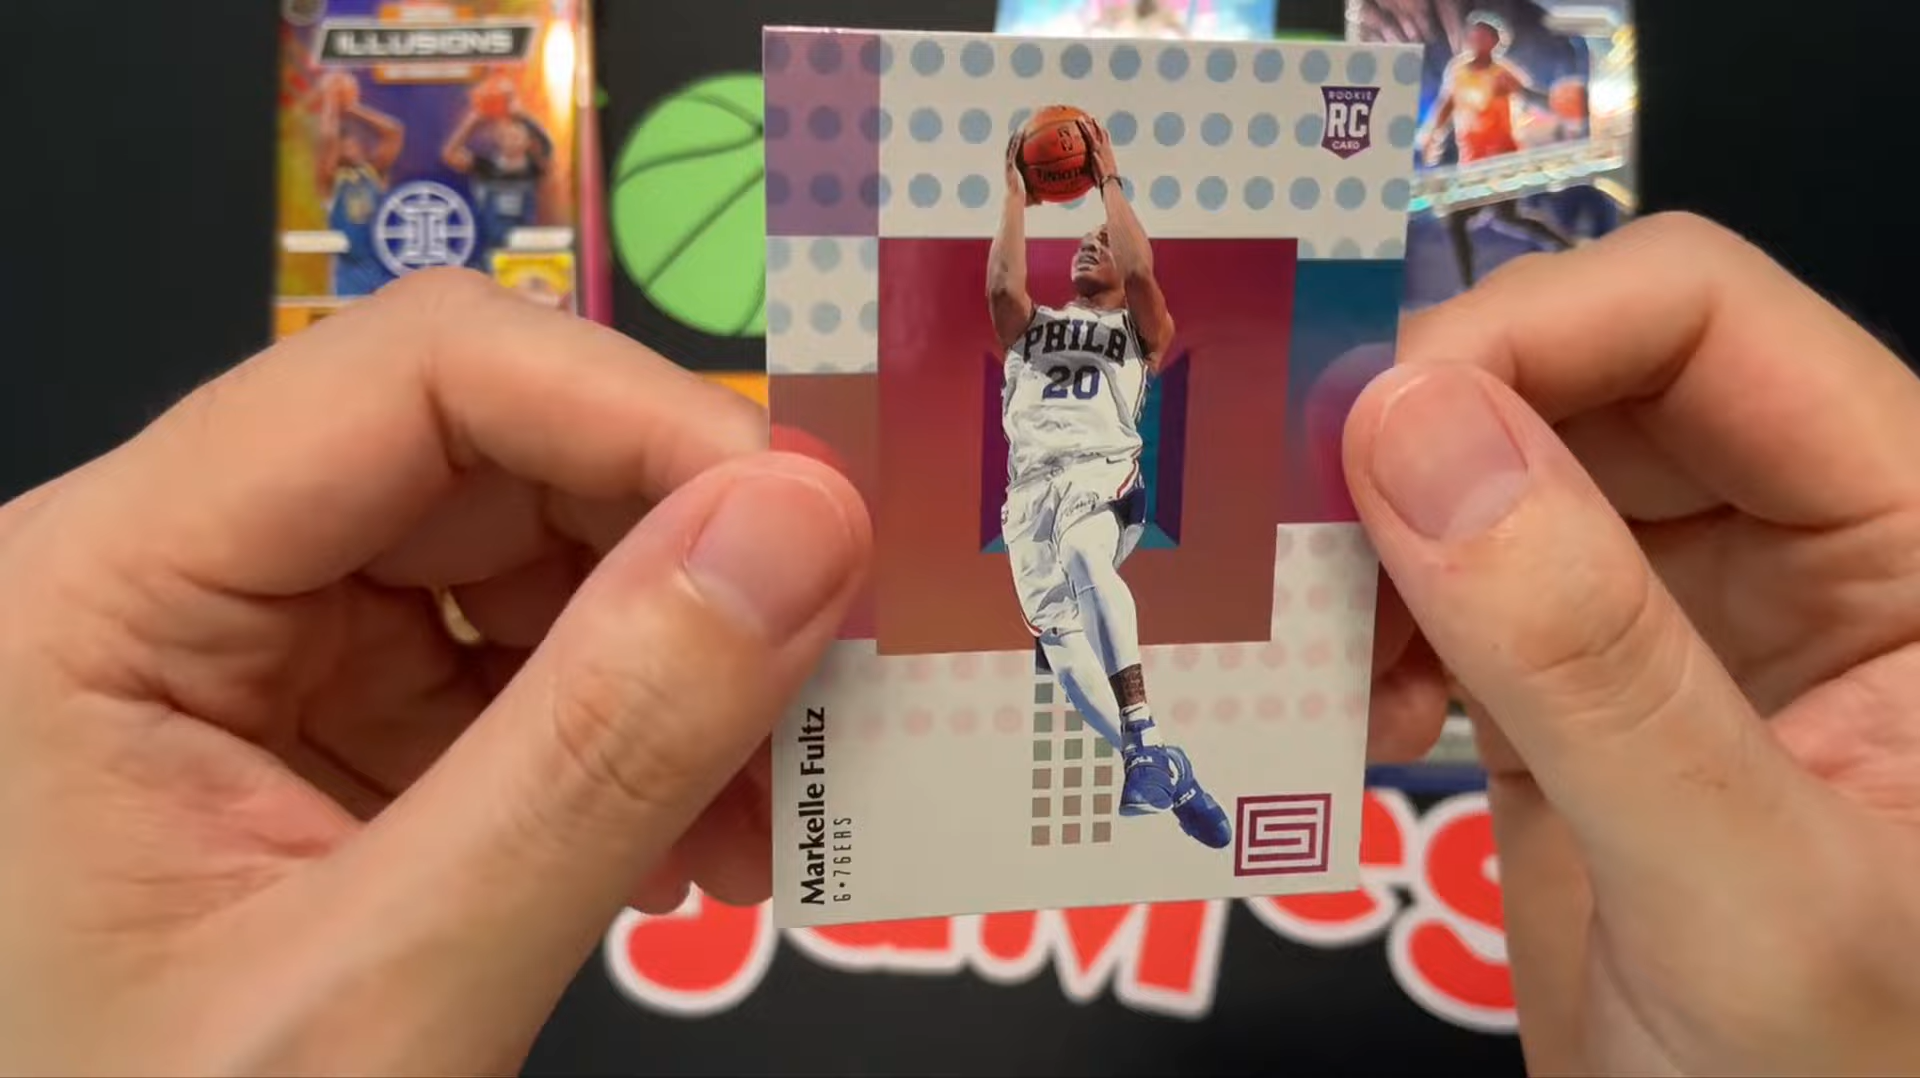 ILLUSIONS
ROOKIE
RC
CARD
PHILA
20
Markelle Fultz
G•76ERS